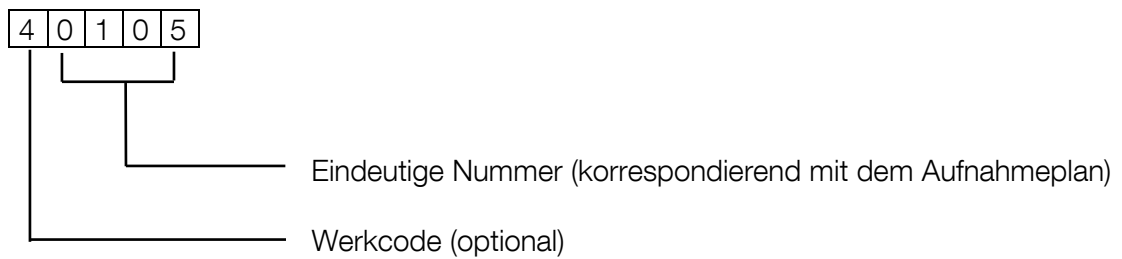 4 0 1 0 5
Eindeutige Nummer (korrespondierend mit dem Aufnahmeplan)
Werkcode (optional)